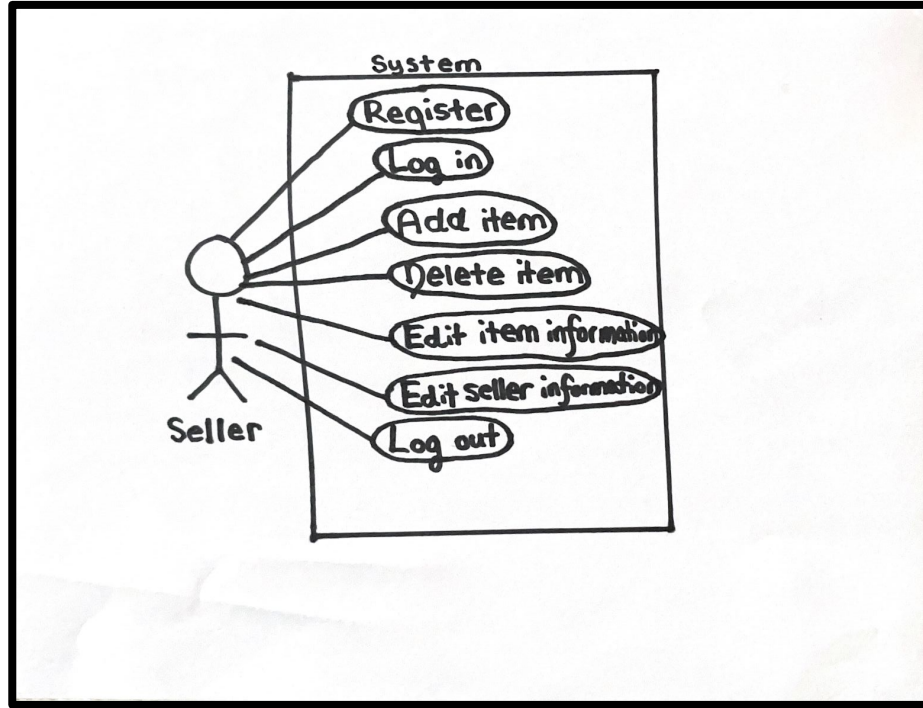 System
Register
Log in
Add item
Delete item
Edit item information
Edit seller information
Log out
Seller